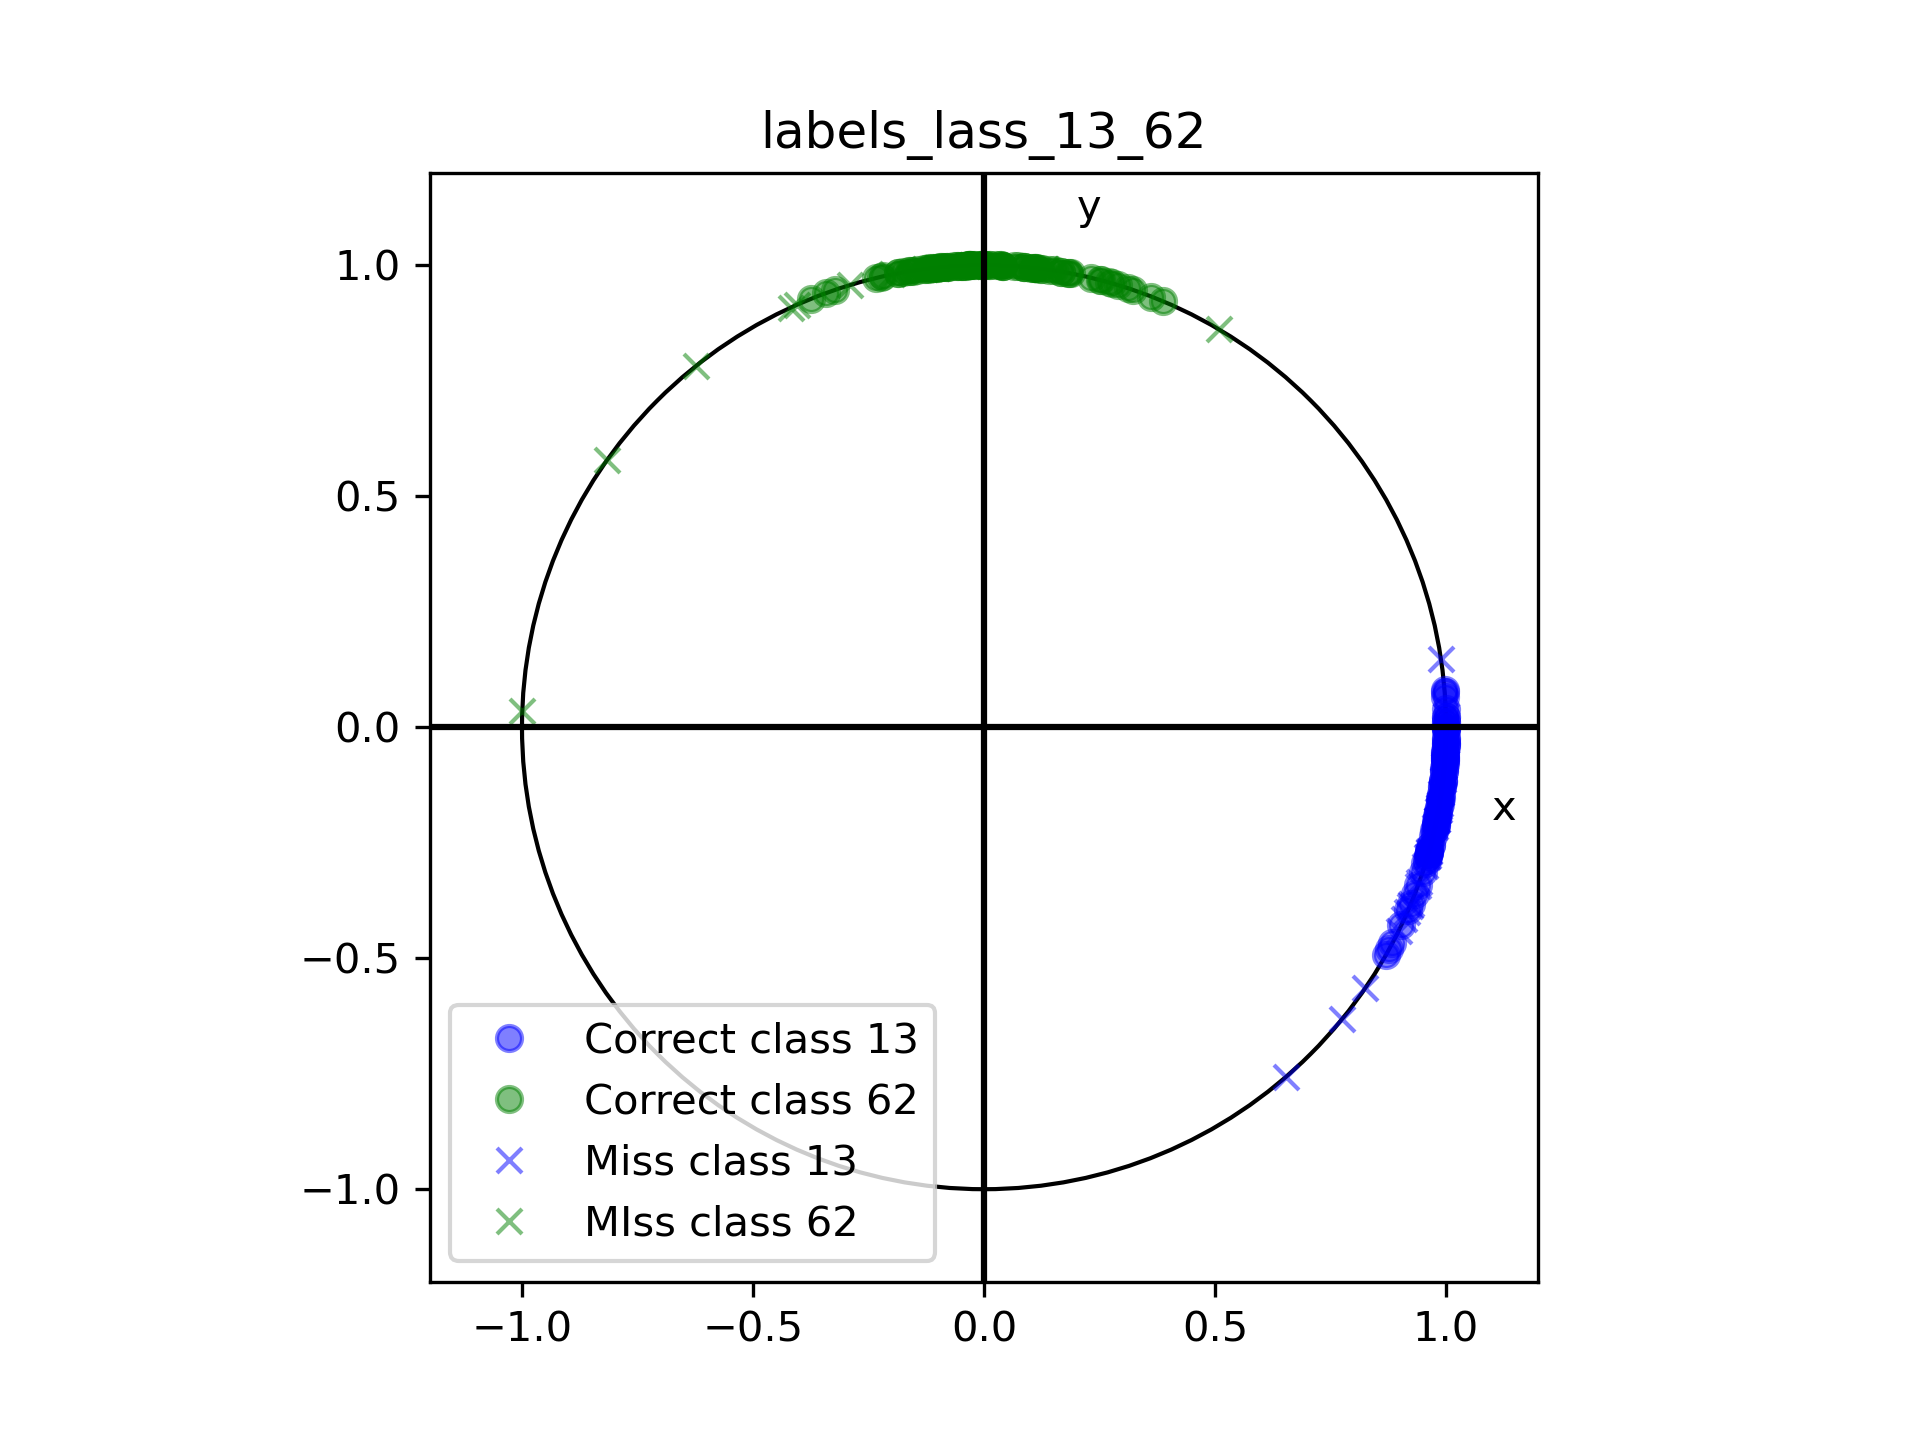 labels_lass_13_62
y
1.0
0.5
0.0
x
−0.5
−1.0
Correct class 13
Correct class 62
Miss class 13
MIss class 62
−1.0 −0.5 0.0 0.5 1.0